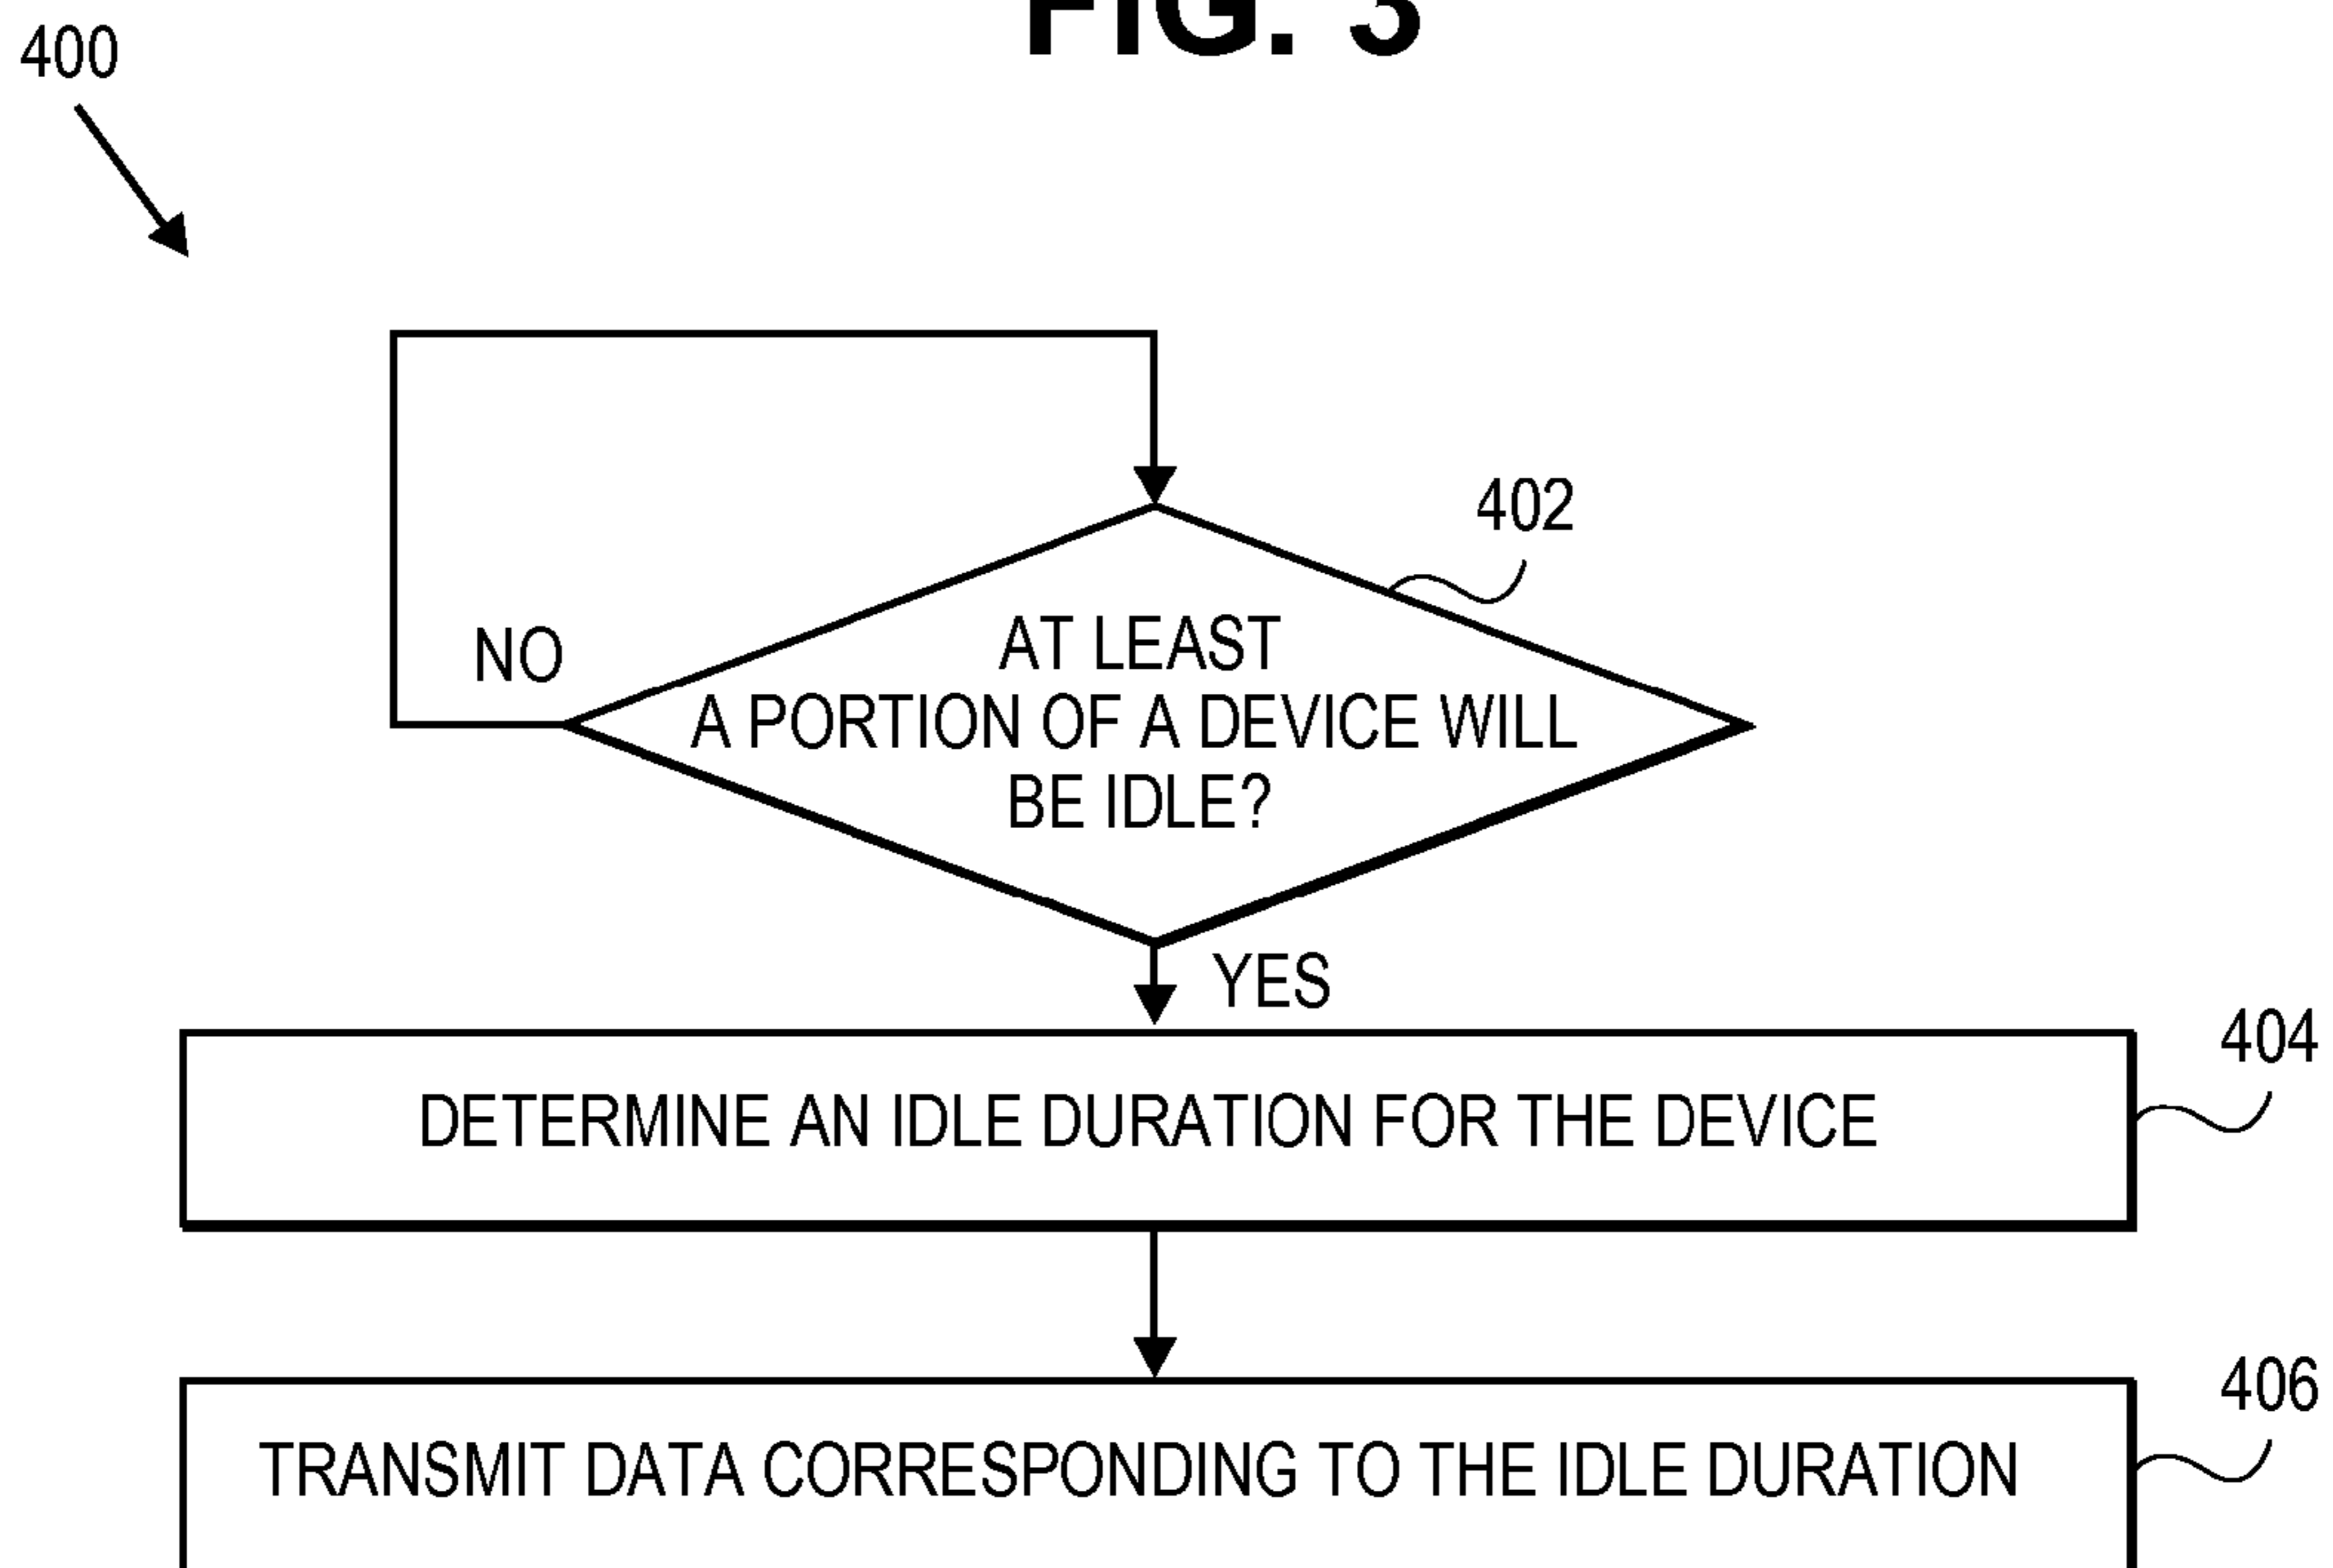 FIG. 3
400
402
NO
AT LEAST
A PORTION OF A DEVICE WILL
BE IDLE?
YES
404
DETERMINE AN IDLE DURATION FOR THE DEVICE
406
TRANSMIT DATA CORRESPONDING TO THE IDLE DURATION